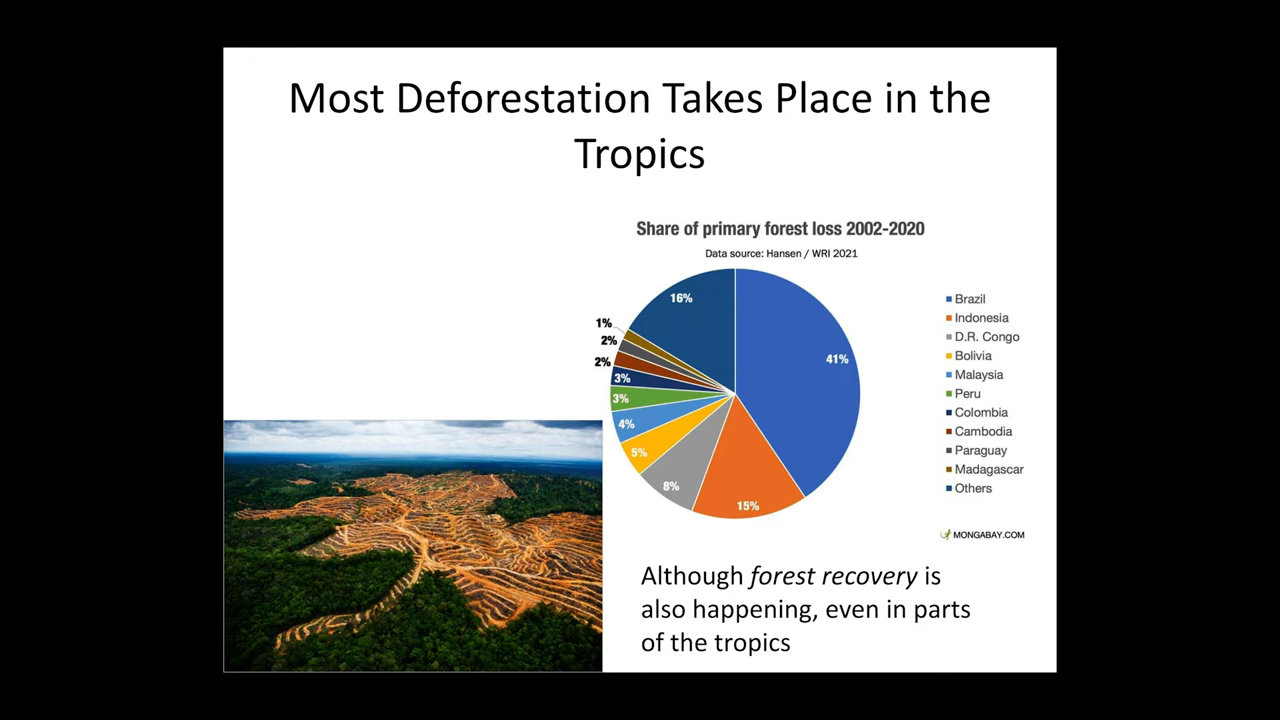 Most Deforestation Takes Place in the
Tropics
Share of primary forest loss 2002-2020
Data source: Hansen / WRI 2021
16%
1%
2%
2%
3%
3%
4%
5%
8%
15%
41%
Brazil
Indonesia
D.R. Congo
Bolivia
Malaysia
Peru
Colombia
Cambodia
Paraguay
Madagascar
Others
MONGABAY.COM
Although forest recovery is
also happening, even in parts
of the tropics